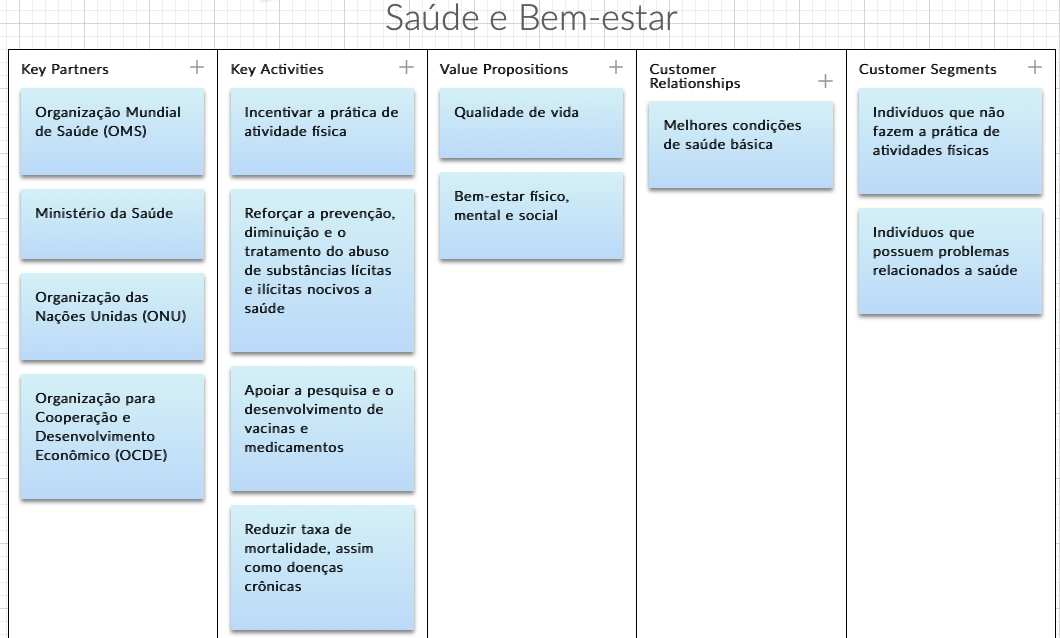 Saúde e Bem-estar
Key Partners
Organização Mundial
de Saúde (OMS)
Ministério da Saúde
Organização das
Nações Unidas (ONU)
Organização para
Cooperação e
Desenvolvimento
Econômico (OCDE)
Key Activities
Incentivar a prática de
atividade física
Reforçar a prevenção,
diminuição e o
tratamento do abuso
de substâncias lícitas
e ilícitas nocivos a
saúde
Apoiar a pesquisa e o
desenvolvimento de
vacinas e
medicamentos
Reduzir taxa de
mortalidade, assim
como doenças
crônicas
Value Propositions
Qualidade de vida
Bem-estar físico,
mental e social
Customer
Relationships
Melhores condições
de saúde básica
Customer Segments
Indivíduos que não
fazem a prática de
atividades físicas
Indivíduos que
possuem problemas
relacionados a saúde